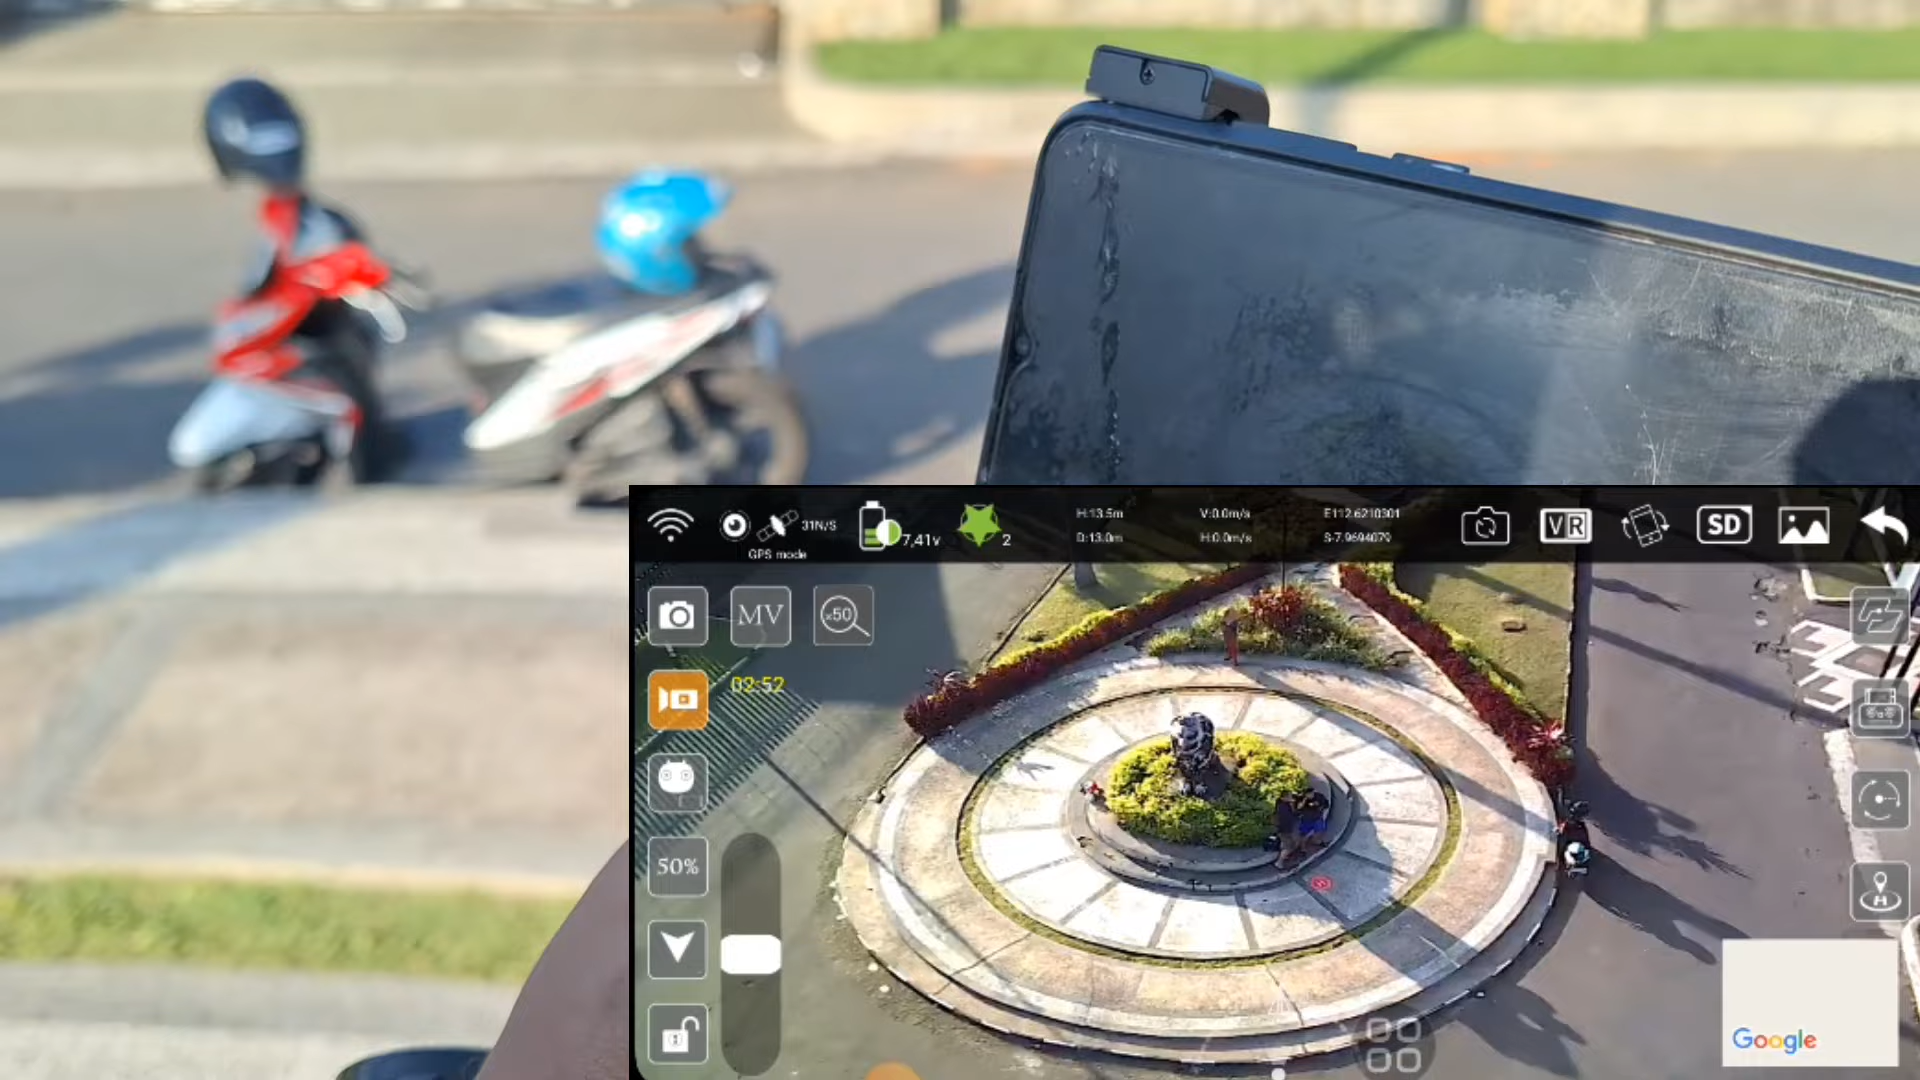 31N/S
GPS mode
7,41v
2
H:13.5m
D:13.0m
V:0.0m/s
H:0.0m/s
E112.6210301
S-7.9694079
VR
SD
MV
x50
02:52
50%
H
Google